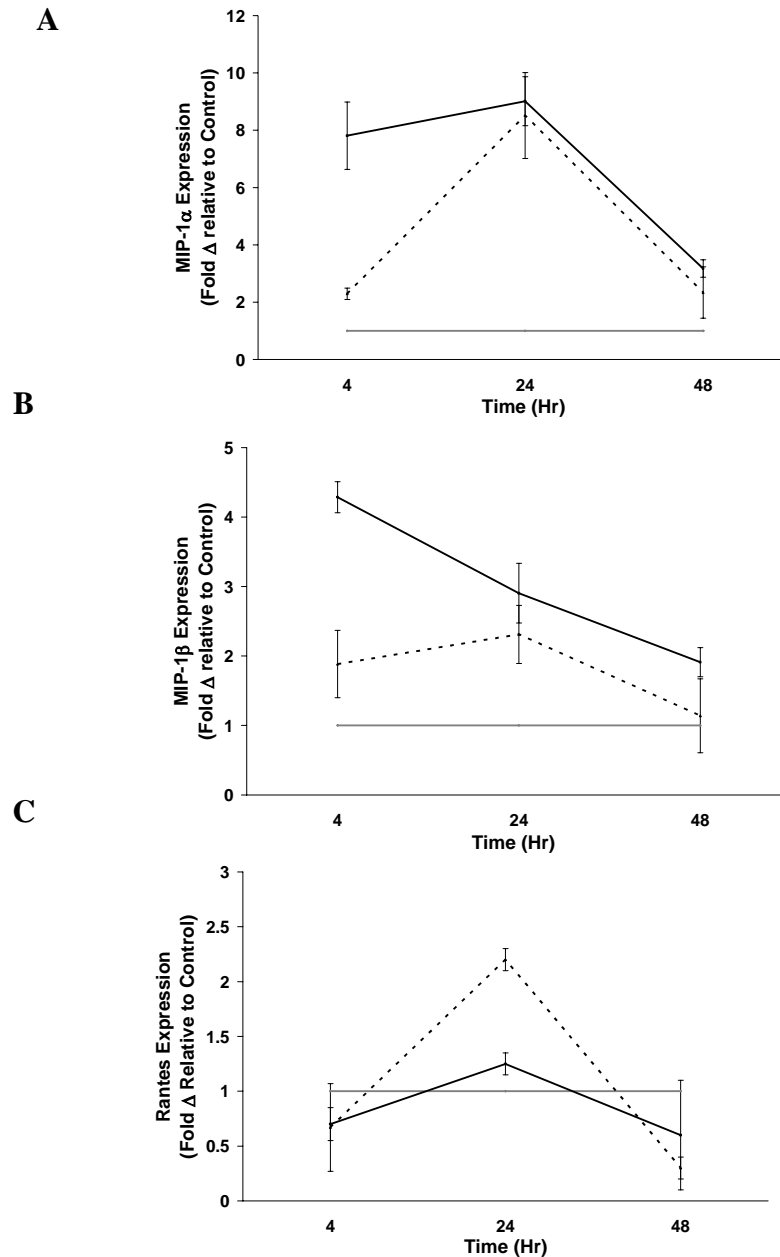 A
MIP-1α Expression
(Fold Δ relative to Control)
12
10
8
6
4
2
0
4
24
48
Time (Hr)
B
MIP-1β Expression
(Fold Δ relative to Control)
5
4
3
2
1
0
4
24
48
Time (Hr)
C
Rantes Expression
(Fold Δ Relative to Control)
3
2.5
2
1.5
1
0.5
0
4
24
48
Time (Hr)